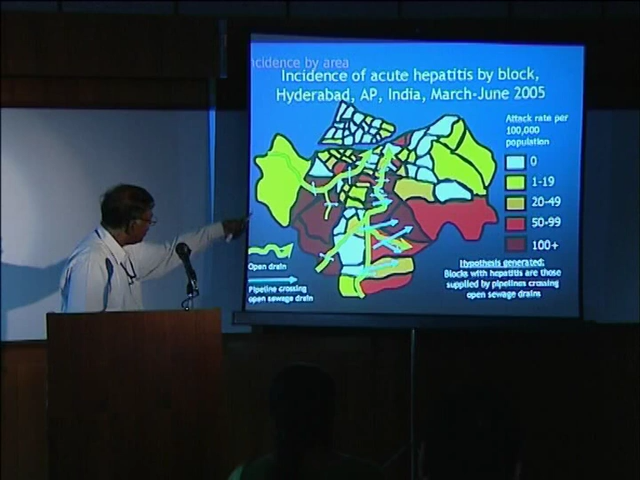 ncidence by area
Incidence of acute hepatitis by block,
Hyderabad, AP, India, March-June 2005
Attack rate per
100,000
population
0
1-19
20-49
50-99
100+
Open drain
Pipeline crossing
open sewage drain
Hypothesis generated:
Blocks with hepatitis are those
supplied by pipelines crossing
open sewage drains